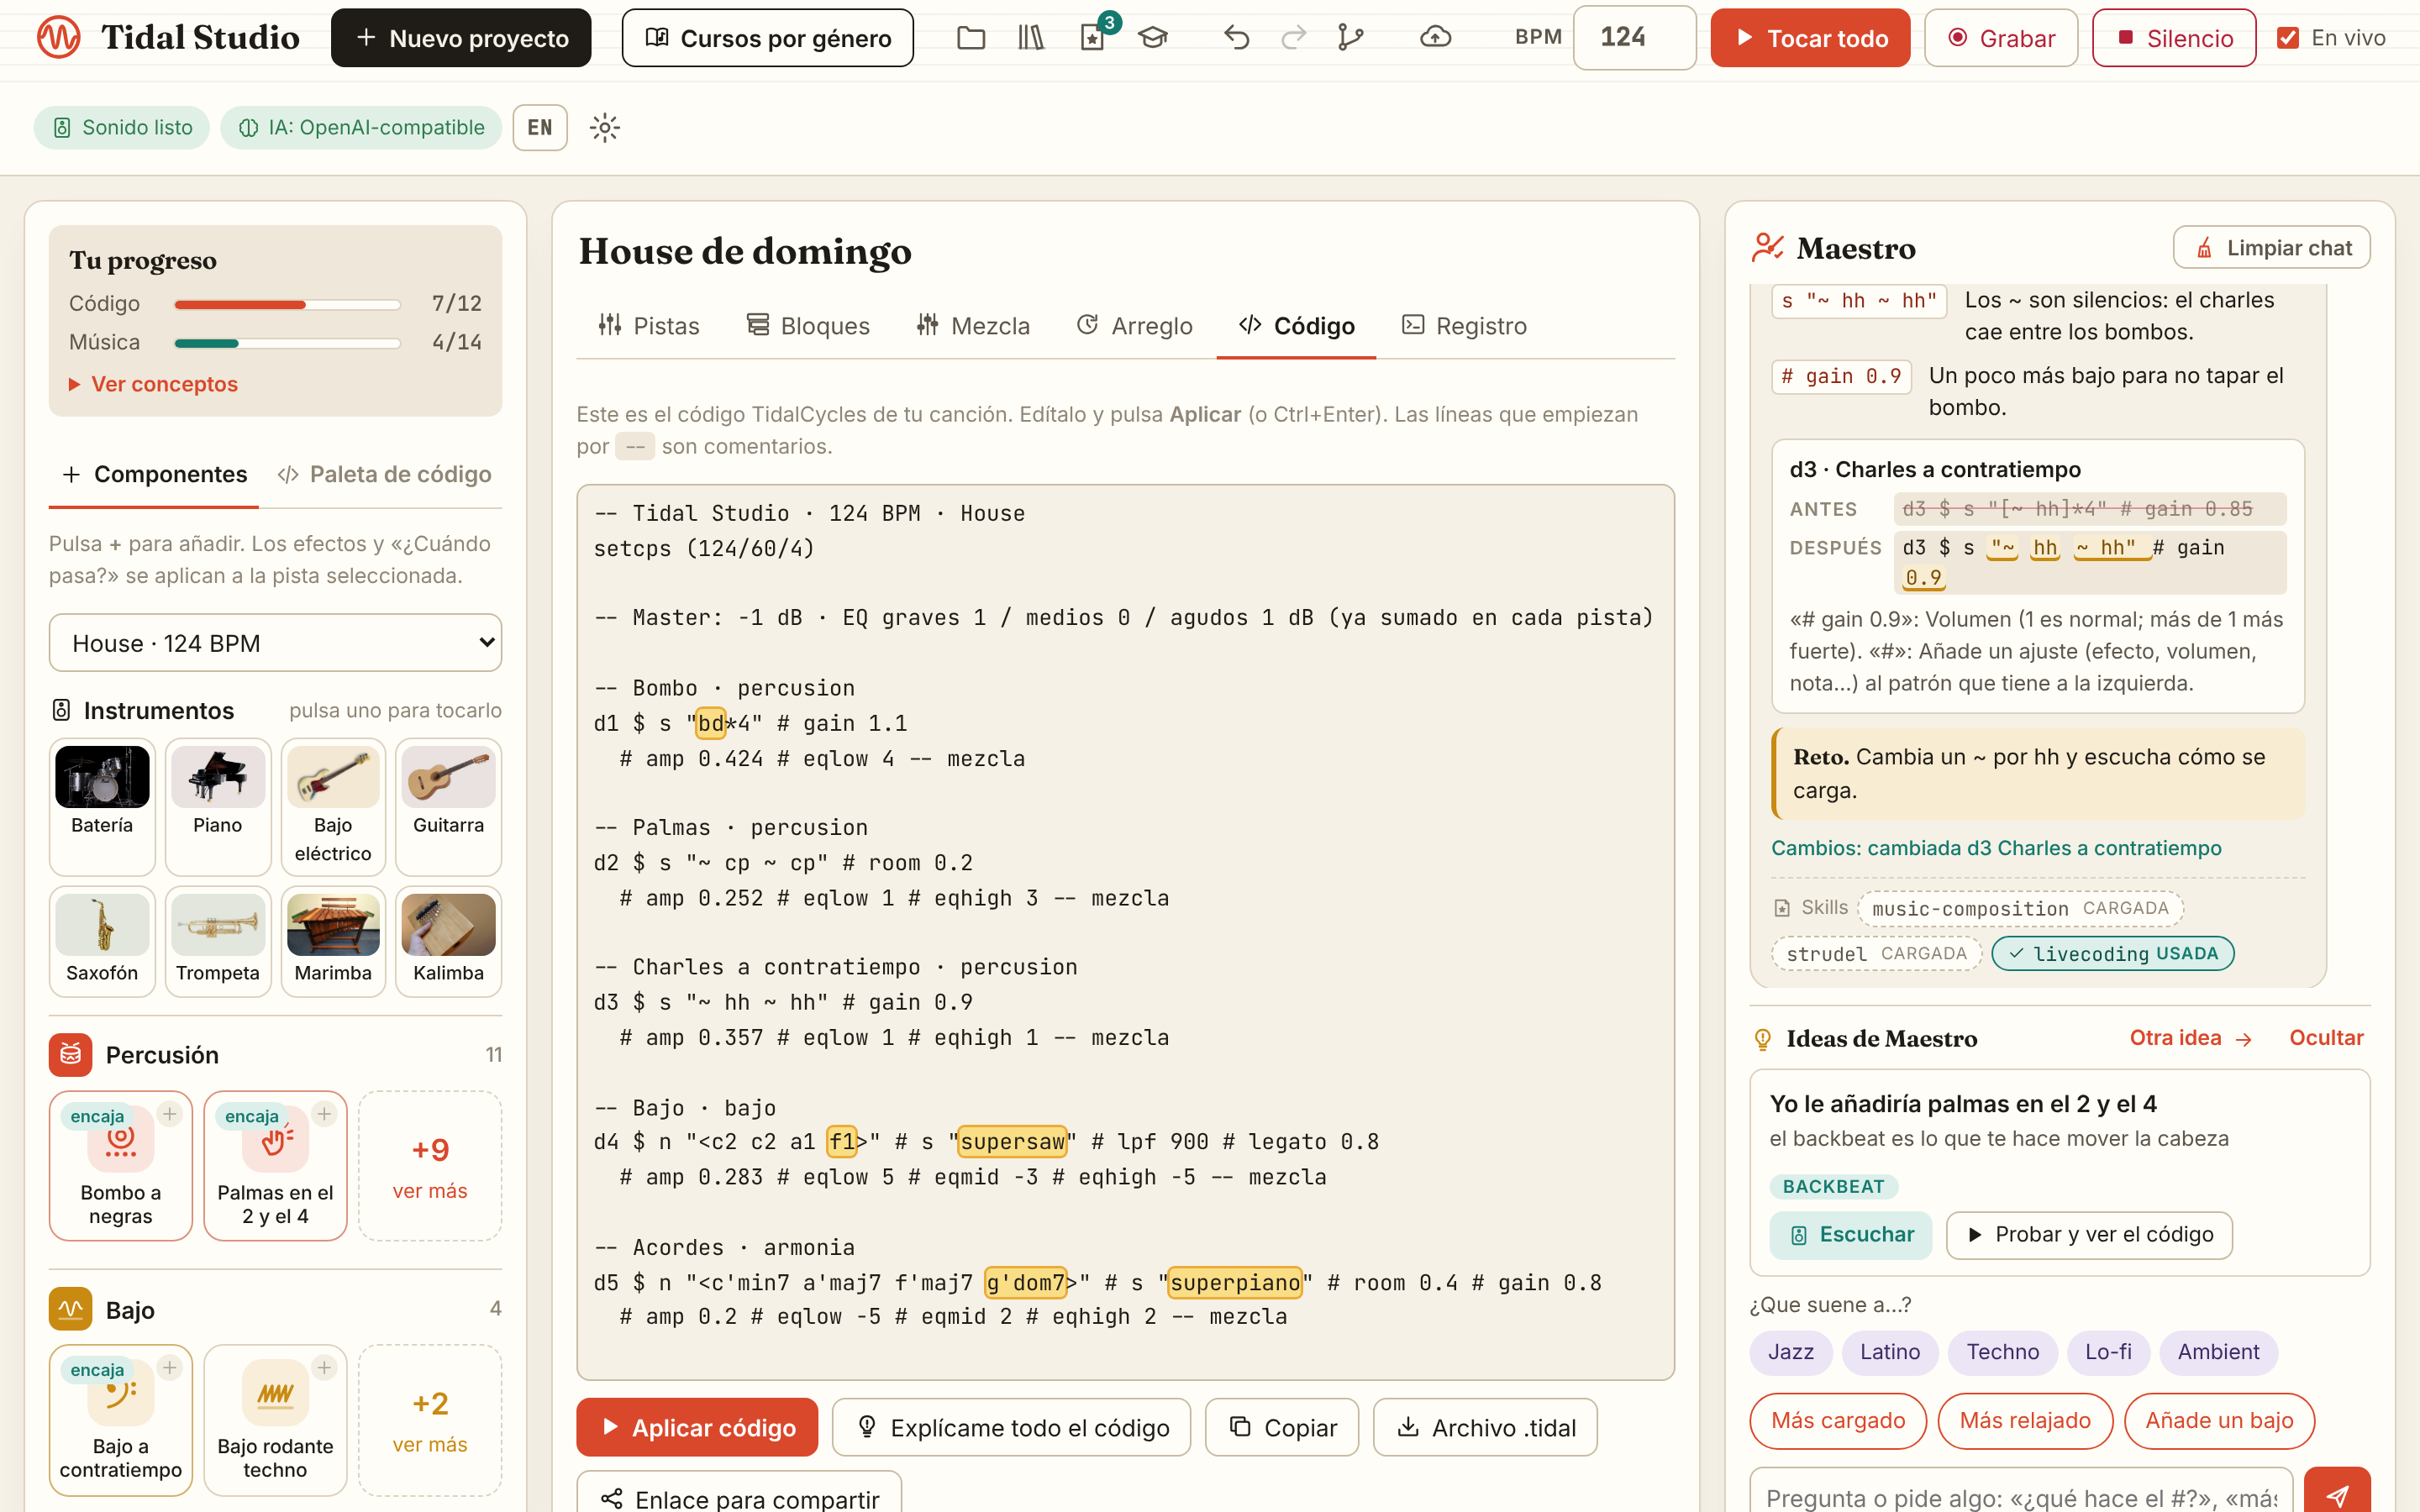 Tidal Studio
Nuevo proyecto
Cursos por género
3
BPM
124
Tocar todo
Grabar
Silencio
En vivo
Sonido listo
IA: OpenAI-compatible
EN
Tu progreso
Código 7/12
Música 4/14
Ver conceptos
Componentes
Paleta de código
Pulsa + para añadir. Los efectos y «¿Cuándo
pasa?» se aplican a la pista seleccionada.
House · 124 BPM
Instrumentos
pulsa uno para tocarlo
Batería
Piano
Bajo
eléctrico
Guitarra
Saxofón
Trompeta
Marimba
Kalimba
Percusión
11
encaja
Bombo a
negras
encaja
Palmas en el
2 y el 4
+9
ver más
Bajo
4
encaja
Bajo a
contratiempo
Bajo rodante
techno
+2
ver más
House de domingo
Pistas
Bloques
Mezcla
Arreglo
Código
Registro
Este es el código TidalCycles de tu canción. Edítalo y pulsa Aplicar (o Ctrl+Enter). Las líneas que empiezan
por -- son comentarios.
-- Tidal Studio · 124 BPM · House
setcps (124/60/4)
-- Master: -1 dB · EQ graves 1 / medios 0 / agudos 1 dB (ya sumado en cada pista)
-- Bombo · percusion
d1 $ s "bd*4" # gain 1.1
# amp 0.424 # eqlow 4 -- mezcla
-- Palmas · percusion
d2 $ s "~ cp ~ cp" # room 0.2
# amp 0.252 # eqlow 1 # eqhigh 3 -- mezcla
-- Charles a contratiempo · percusion
d3 $ s "~ hh ~ hh" # gain 0.9
# amp 0.357 # eqlow 1 # eqhigh 1 -- mezcla
-- Bajo · bajo
d4 $ n "<c2 c2 a1 f1>" # s "supersaw" # lpf 900 # legato 0.8
# amp 0.283 # eqlow 5 # eqmid -3 # eqhigh -5 -- mezcla
-- Acordes · armonia
d5 $ n "<c'min7 a'maj7 f'maj7 g'dom7>" # s "superpiano" # room 0.4 # gain 0.8
# amp 0.2 # eqlow -5 # eqmid 2 # eqhigh 2 -- mezcla
Aplicar código
Explícame todo el código
Copiar
Archivo .tidal
Enlace para compartir
Maestro
Limpiar chat
s "~ hh ~ hh" Los ~ son silencios: el charles
cae entre los bombos.
# gain 0.9 Un poco más bajo para no tapar el
bombo.
d3 · Charles a contratiempo
ANTES d3 $ s "[~ hh]*4" # gain 0.85
DESPUÉS d3 $ s "~ hh ~ hh" # gain
0.9
«# gain 0.9»: Volumen (1 es normal; más de 1 más
fuerte). «#»: Añade un ajuste (efecto, volumen,
nota…) al patrón que tiene a la izquierda.
Reto. Cambia un ~ por hh y escucha cómo se
carga.
Cambios: cambiada d3 Charles a contratiempo
Skills music-composition CARGADA
strudel CARGADA livecoding USADA
Ideas de Maestro
Otra idea →
Ocultar
Yo le añadiría palmas en el 2 y el 4
el backbeat es lo que te hace mover la cabeza
BACKBEAT
Escuchar
Probar y ver el código
¿Que suene a…?
Jazz
Latino
Techno
Lo-fi
Ambient
Más cargado
Más relajado
Añade un bajo
Pregunta o pide algo: «¿qué hace el #?», «más